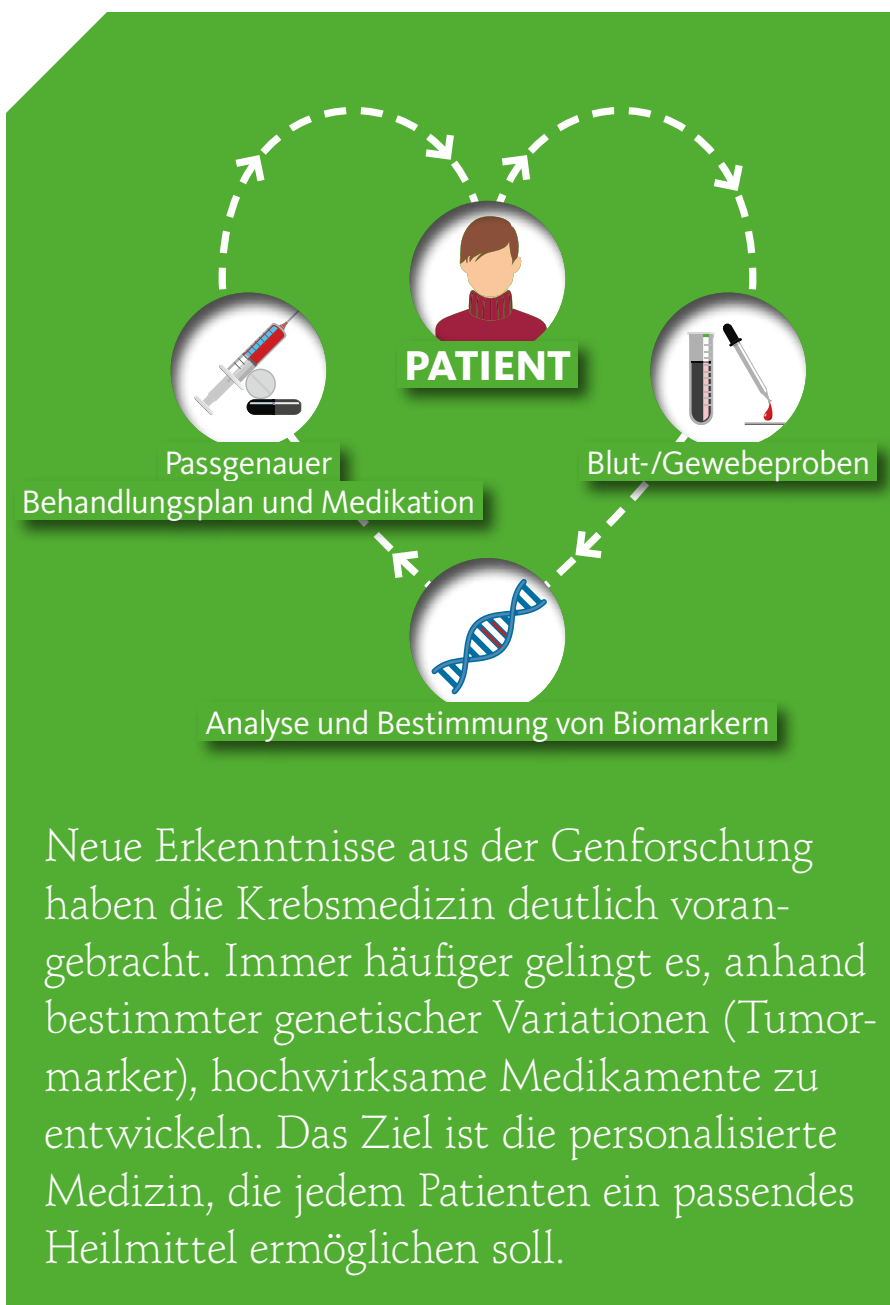 PATIENT
Passgenauer
Behandlungsplan und Medikation
Blut-/Gewebeproben
Analyse und Bestimmung von Biomarkern
Neue Erkenntnisse aus der Genforschung
haben die Krebsmedizin deutlich voran-
gebracht. Immer häufiger gelingt es, anhand
bestimmter genetischer Variationen (Tumor-
marker), hochwirksame Medikamente zu
entwickeln. Das Ziel ist die personalisierte
Medizin, die jedem Patienten ein passendes
Heilmittel ermöglichen soll.